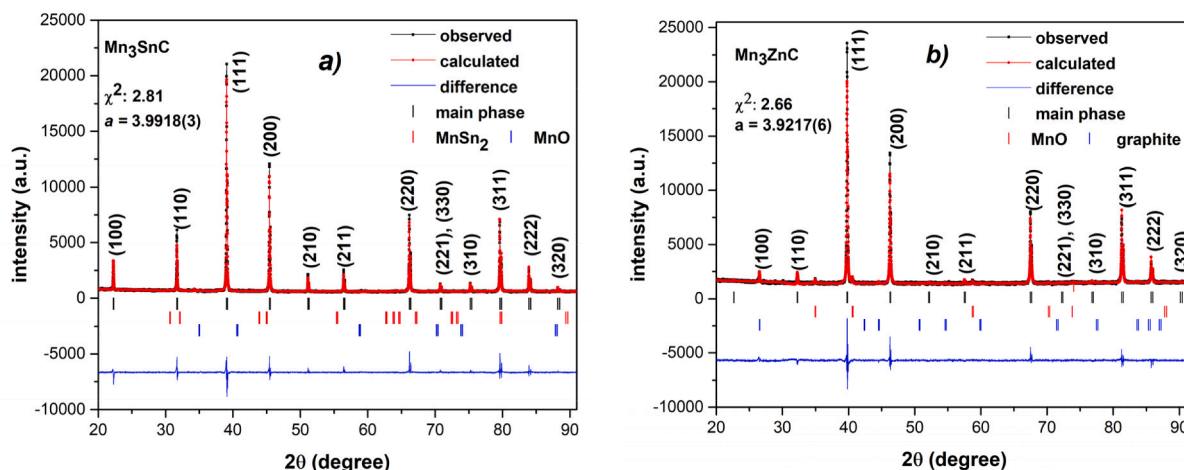 25000
20000
15000
10000
5000
0
-5000
-10000
intensity (a.u.)
Mn3SnC
χ2: 2.81
a = 3.9918(3)
a)
observed
calculated
difference
main phase
MnSn2 MnO
(100)
(110)
(111)
(200)
(210)
(211)
(220)
(221), (330)
(310)
(311)
(222)
(320)
20 30 40 50 60 70 80 90
2θ (degree)
25000
20000
15000
10000
5000
0
-5000
-10000
intensity (a.u.)
Mn3ZnC
χ2: 2.66
a = 3.9217(6)
b)
observed
calculated
difference
main phase
MnO graphite
(100)
(110)
(111)
(200)
(210)
(211)
(220)
(221), (330)
(310)
(311)
(222)
(320)
20 30 40 50 60 70 80 90
2θ (degree)